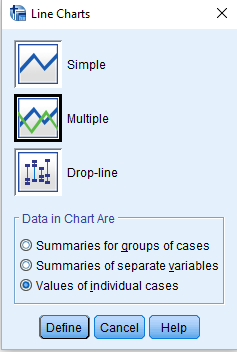 Line Charts
Simple
Multiple
Drop-line
Data in Chart Are
Summaries for groups of cases
Summaries of separate variables
Values of individual cases
Define Cancel Help